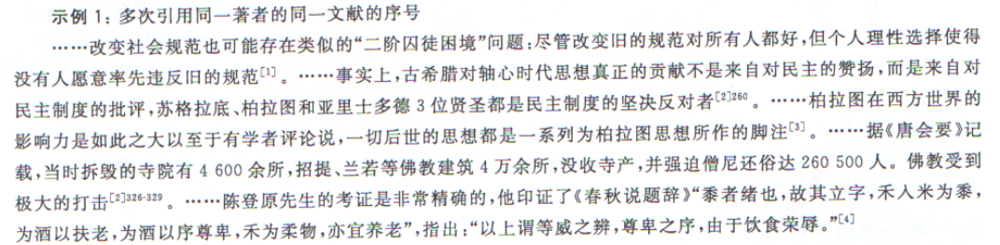 示例 1：多次引用同一著者的同一文献的序号
……改变社会规范也可能存在类似的“二阶囚徒困境”问题：尽管改变旧的规范对所有人都好，但个人理性选择使得
没有人愿意率先违反旧的规范[1]。……事实上，古希腊对轴心时代思想真正的贡献不是来自对民主的赞扬，而是来自对
民主制度的批评，苏格拉底、柏拉图和亚里士多德 3 位贤圣都是民主制度的坚决反对者[2]260。……柏拉图在西方世界的
影响力是如此之大以至于有学者评论说，一切后世的思想都是一系列为柏拉图思想所作的脚注[3]。……据《唐会要》记
载，当时拆毁的寺院有 4 600 余所，招提、兰若等佛教建筑 4 万余所，没收寺产，并强迫僧尼还俗达 260 500 人。佛教受到
极大的打击[2]326-329。……陈登原先生的考证是非常精确的，他印证了《春秋说题辞》“黍者绪也，故其立字，禾人米为黍，
为酒以扶老，为酒以序尊卑，禾为柔物，亦宜养老”，指出：“以上谓等威之辨，尊卑之序，由于饮食荣辱。”[4]